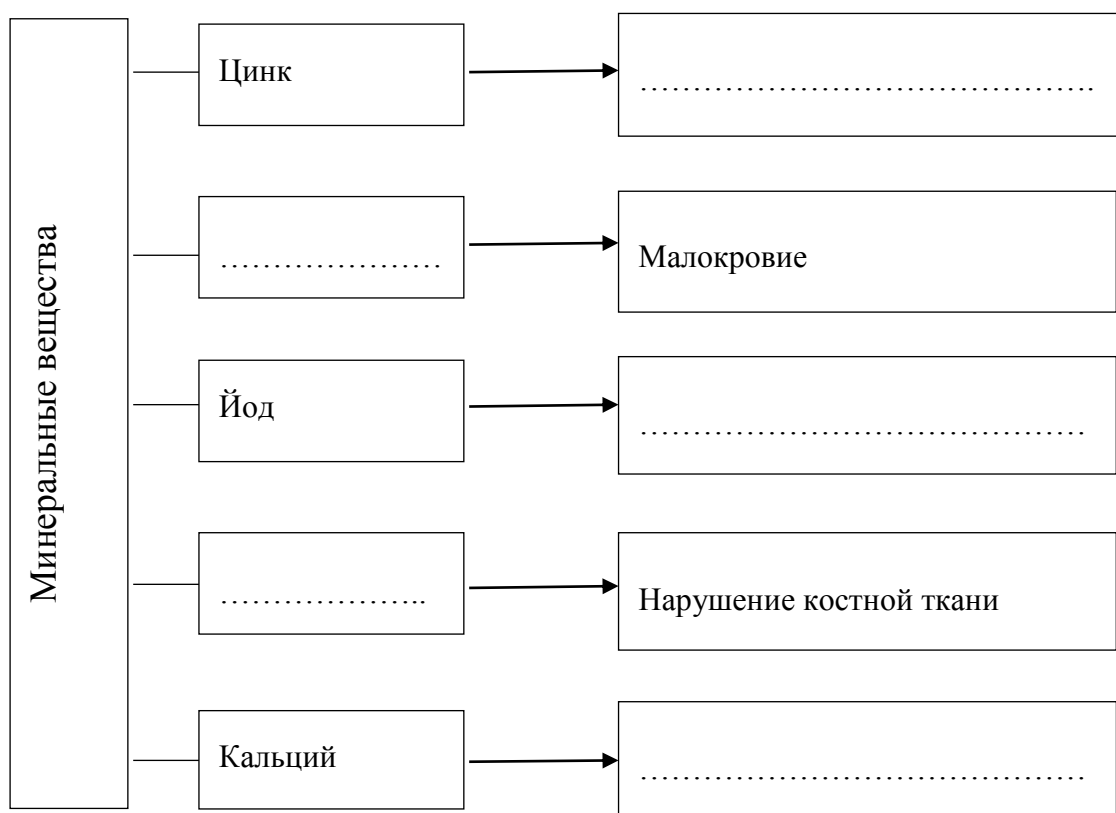 Минеральные вещества
Цинк
…………………………………….
…………………
Малокровие
Йод
……………………………………
………………..
Нарушение костной ткани
Кальций
……………………………………